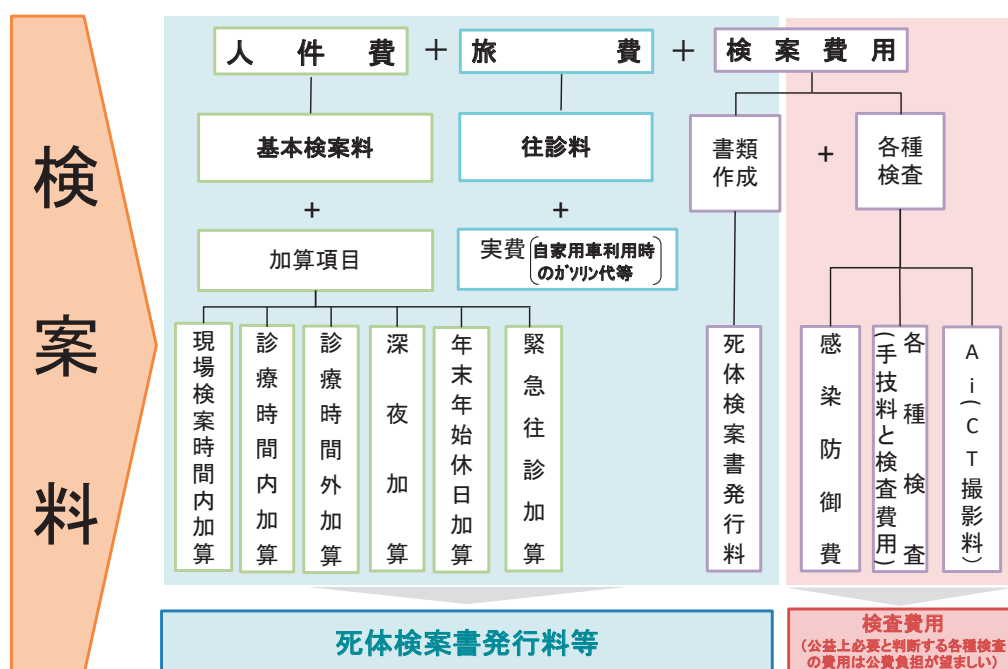 検案料
人件費 + 旅費 + 検案費用
基本検案料
往診料
書類
作成
+
各種
検査
+
+
加算項目
実費(自家用車利用時
のガソリン代等)
現場検案時間内加算
診療時間内加算
診療時間外加算
深夜加算
年末年始休日加算
緊急往診加算
死体検案書発行料
感染防御費
各種検査
(手技料と検査費用)
Ai(CT撮影料)
死体検案書発行料等
検査費用
(公益上必要と判断する各種検査
の費用は公費負担が望ましい)